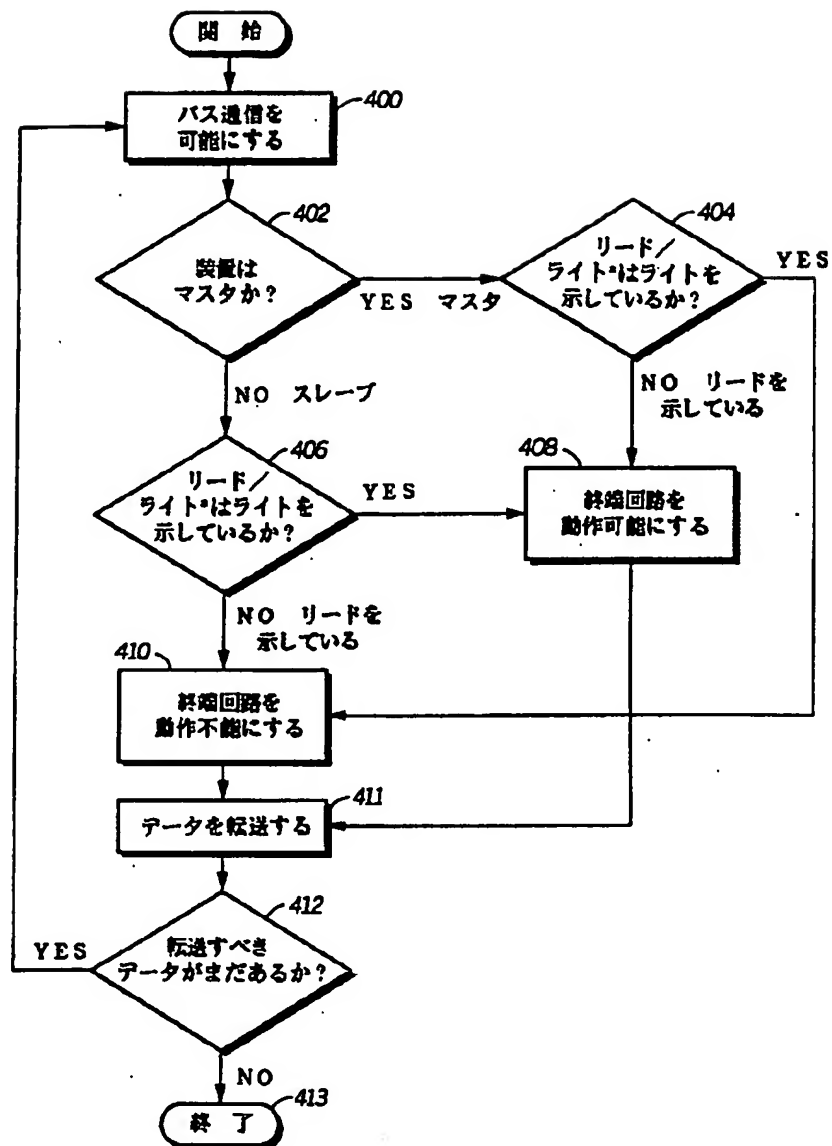 開 始
バス通信を
可能にする
400
402
装置は
マスタか?
YES マスタ
404
リード/
ライト*はライトを
示しているか?
YES
NO スレーブ
NO リードを
示している
406
リード/
ライト*はライトを
示しているか?
YES
408
終端回路を
動作可能にする
NO リードを
示している
410
終端回路を
動作不能にする
411
データを転送する
412
転送すべき
データがまだあるか?
YES
NO
終 了
413